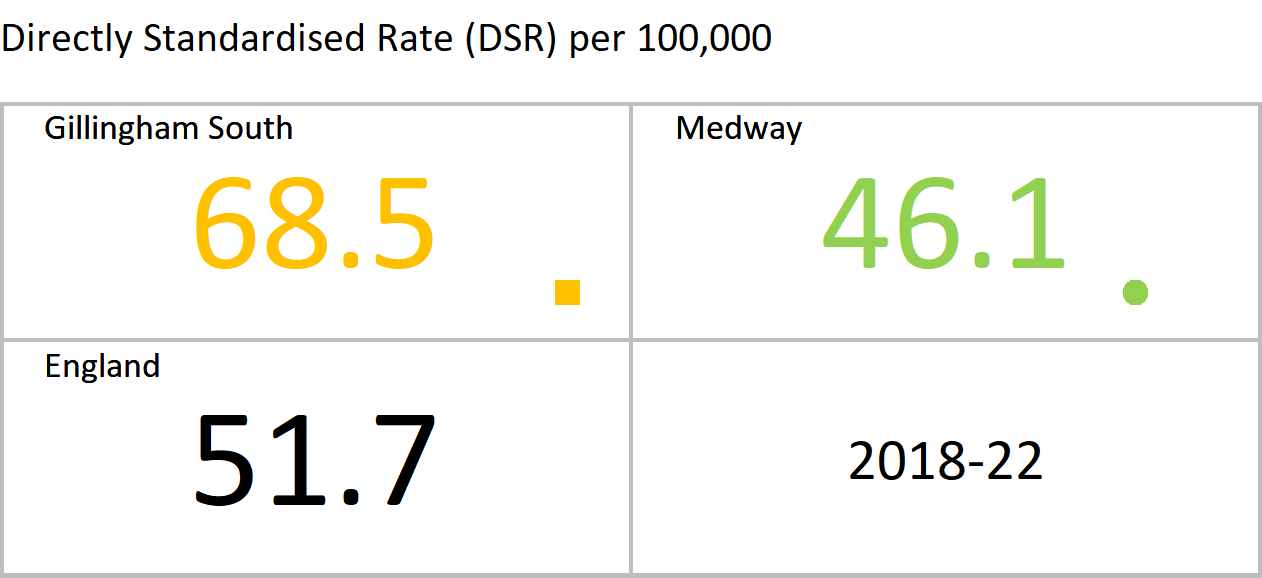 Directly Standardised Rate (DSR) per 100,000
Gillingham South
68.5
Medway
46.1
England
51.7
2018-22